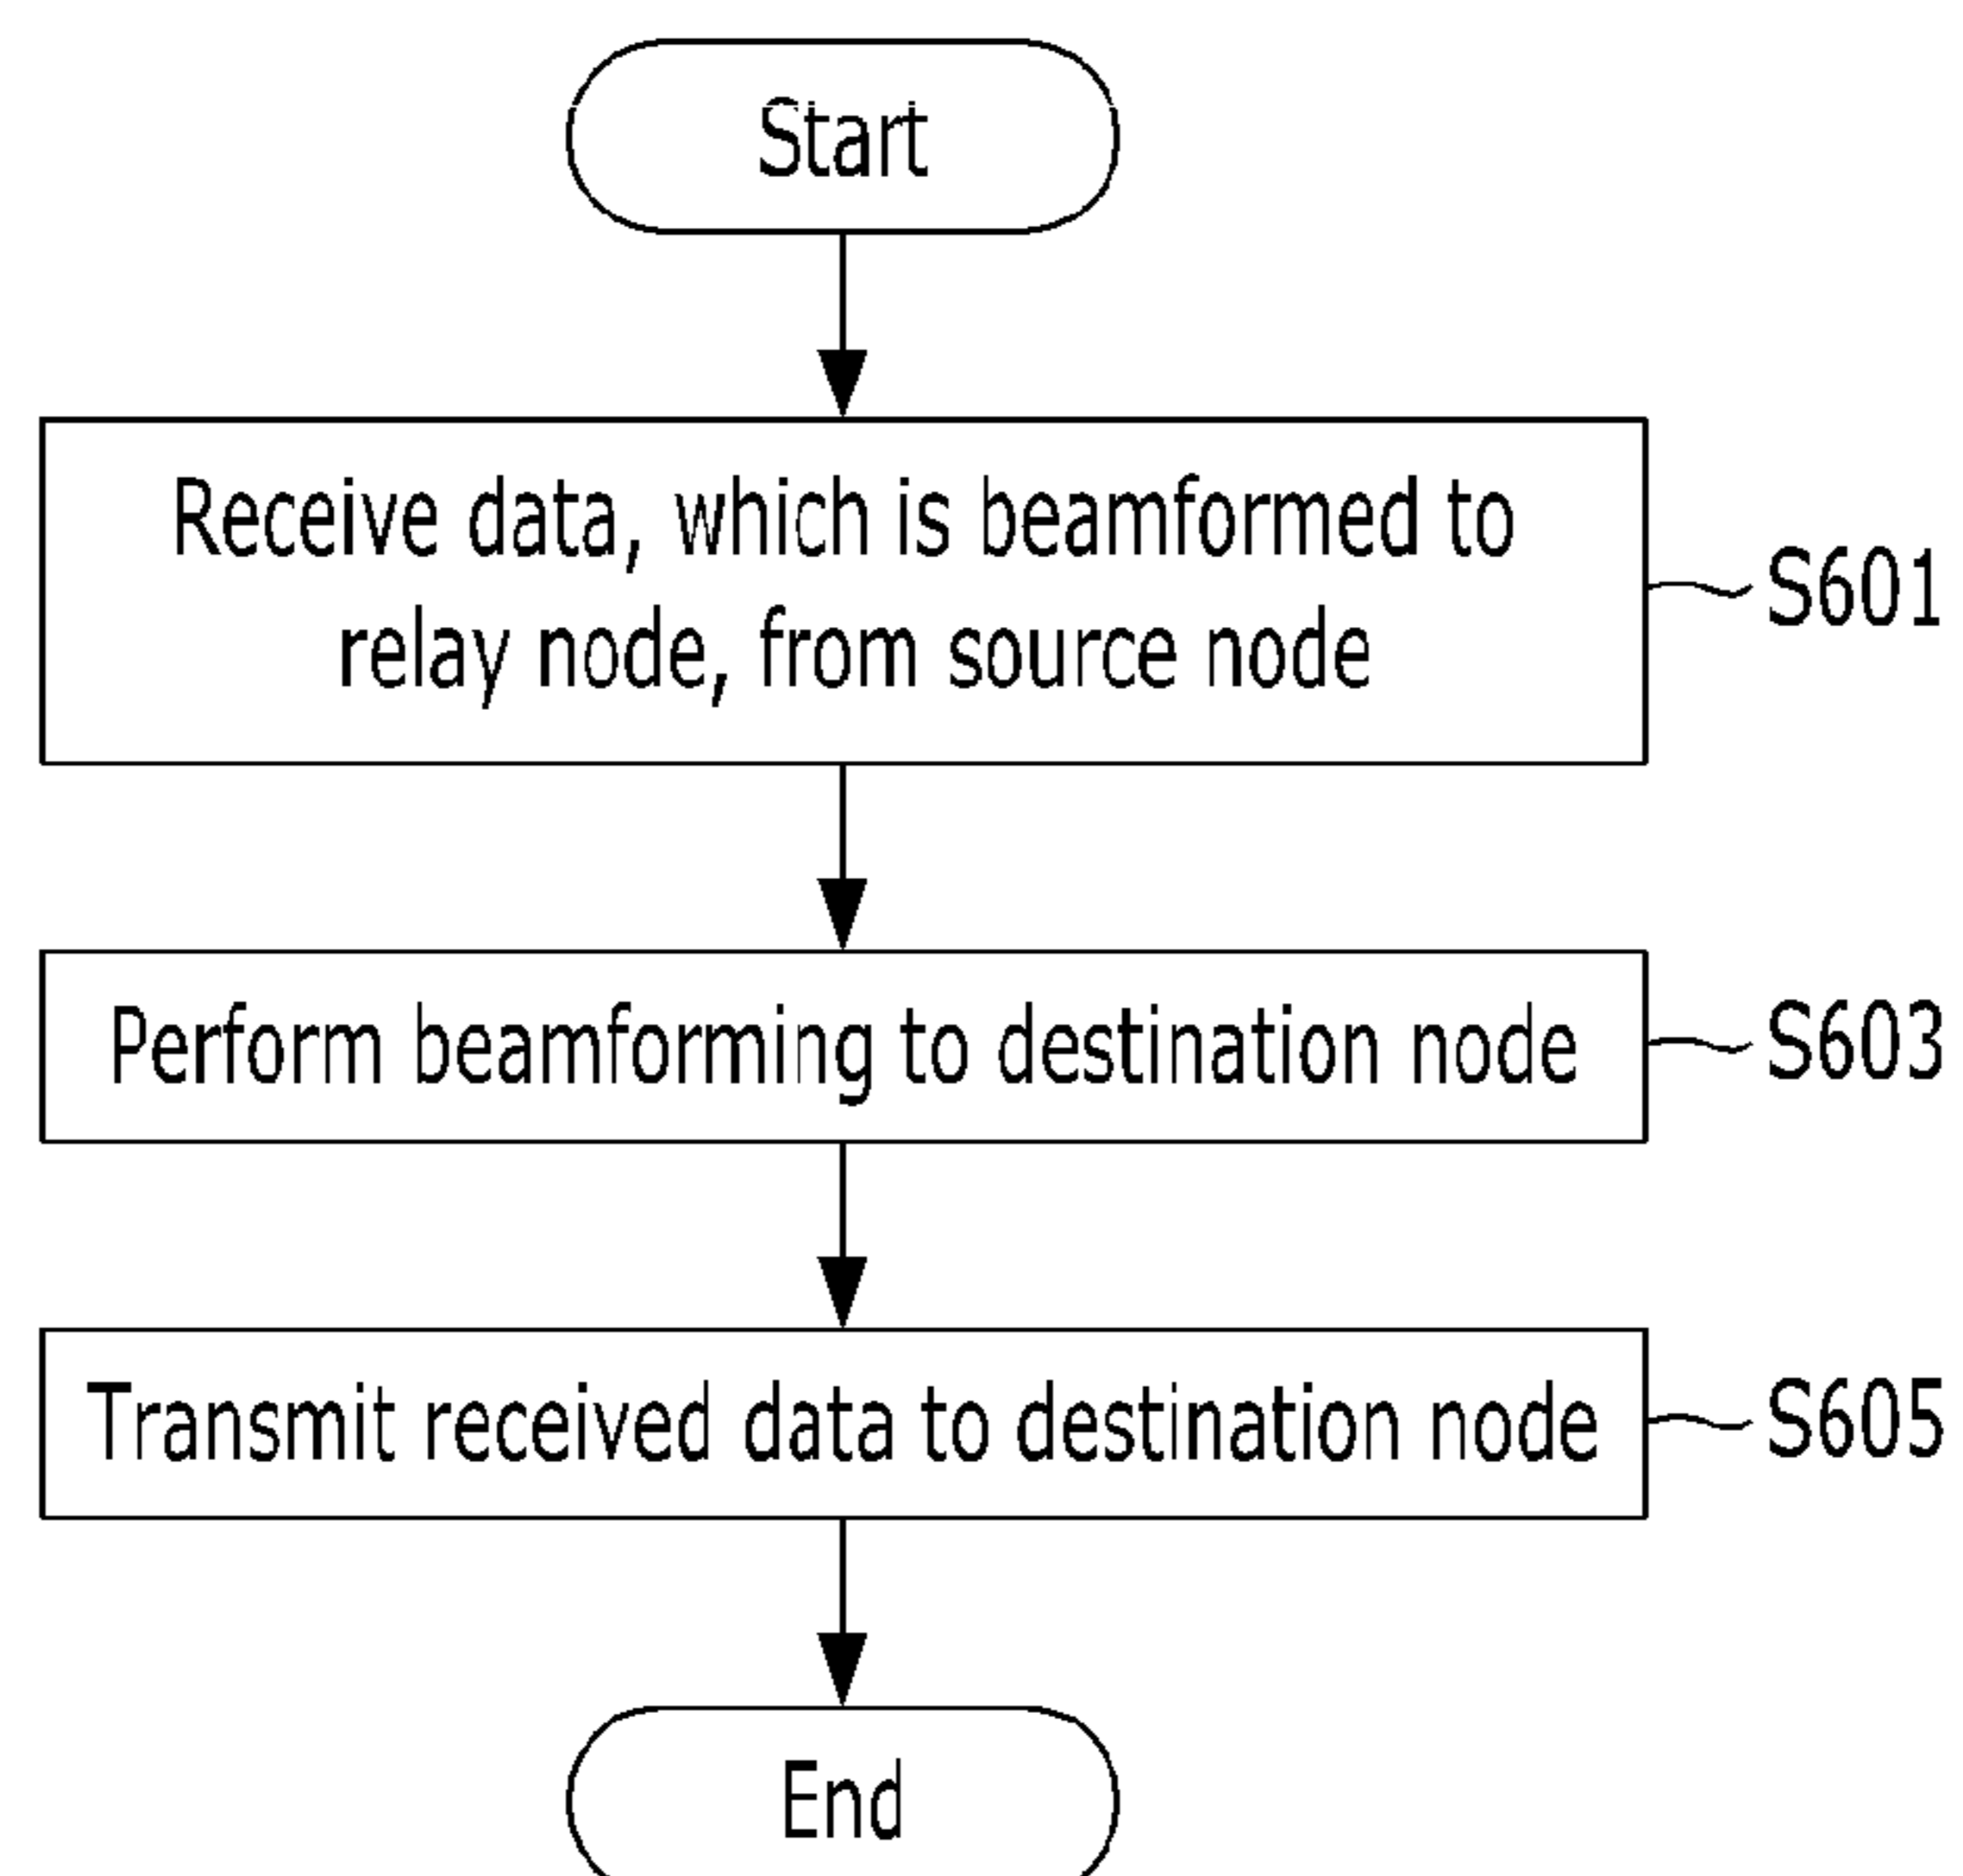 Start
Receive data, which is beamformed to
relay node, from source node
S601
Perform beamforming to destination node
S603
Transmit received data to destination node
S605
End